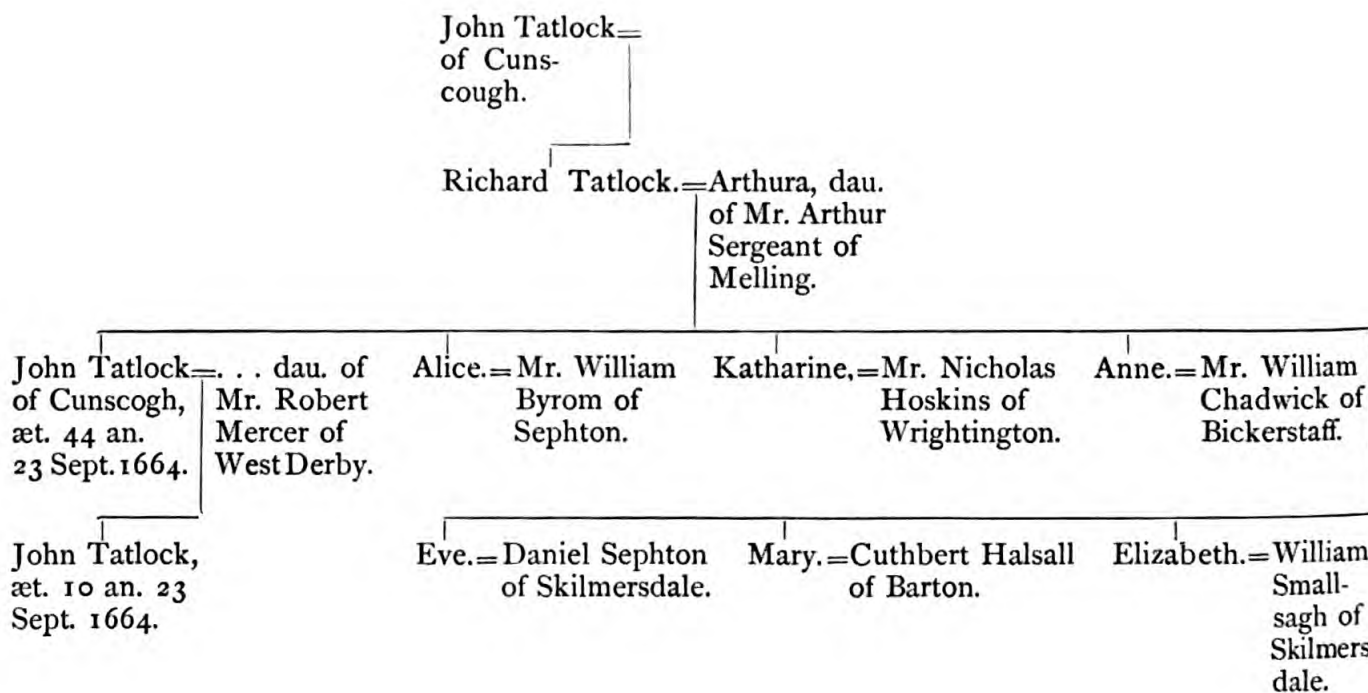 John Tatlock=
of Cuns-
cough.
Richard Tatlock.=Arthura, dau.
of Mr. Arthur
Sergeant of
Melling.
John Tatlock=
of Cunscogh,
æt. 44 an.
23 Sept. 1664.
. . . dau. of
Mr. Robert
Mercer of
West Derby.
Alice.=Mr. William
Byrom of
Sephton.
Katharine,=Mr. Nicholas
Hoskins of
Wrightington.
Anne.=Mr. William
Chadwick of
Bickerstaff.
John Tatlock,
æt. 10 an. 23
Sept. 1664.
Eve.=Daniel Sephton
of Skilmersdale.
Mary.=Cuthbert Halsall
of Barton.
Elizabeth.=William
Small-
sagh of
Skilmers
dale.